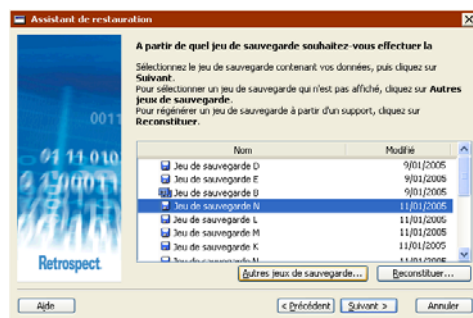 Assistant de restauration
A partir de quel jeu de sauvegarde souhaitez-vous effectuer la
Sélectionnez le jeu de sauvegarde contenant vos données, puis cliquez sur
Suivant.
Pour sélectionner un jeu de sauvegarde qui n'est pas affiché, cliquez sur Autres
jeux de sauvegarde.
Pour régénérer un jeu de sauvegarde à partir d'un support, cliquez sur
Reconstituer.
0011
01 11 010
Nom Modifié
Jeu de sauvegarde D 9/01/2005
Jeu de sauvegarde E 9/01/2005
Jeu de sauvegarde B 9/01/2005
Jeu de sauvegarde N 11/01/2005
Jeu de sauvegarde L 11/01/2005
Jeu de sauvegarde M 11/01/2005
Jeu de sauvegarde K 11/01/2005
Retrospect.
Autres jeux de sauvegarde... Reconstituer...
Aide < Précédent Suivant > Annuler